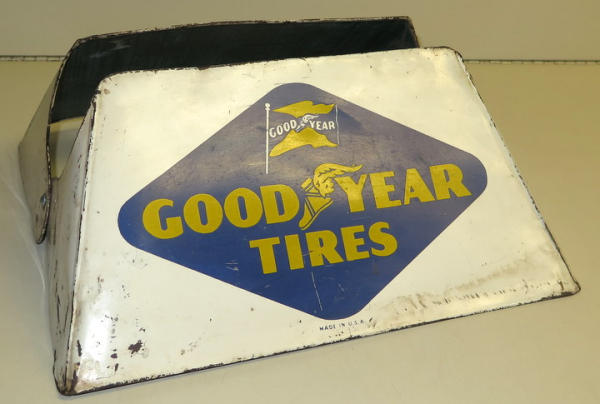 GOOD YEAR
GOOD YEAR
TIRES
MADE IN U.S.A.